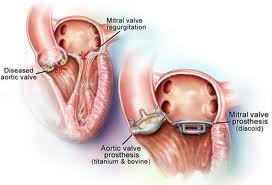 Mitral valve
regurgitation
Diseased
aortic valve
Mitral valve
prosthesis
(discoid)
Aortic valve
prosthesis
(titanium & bovine)